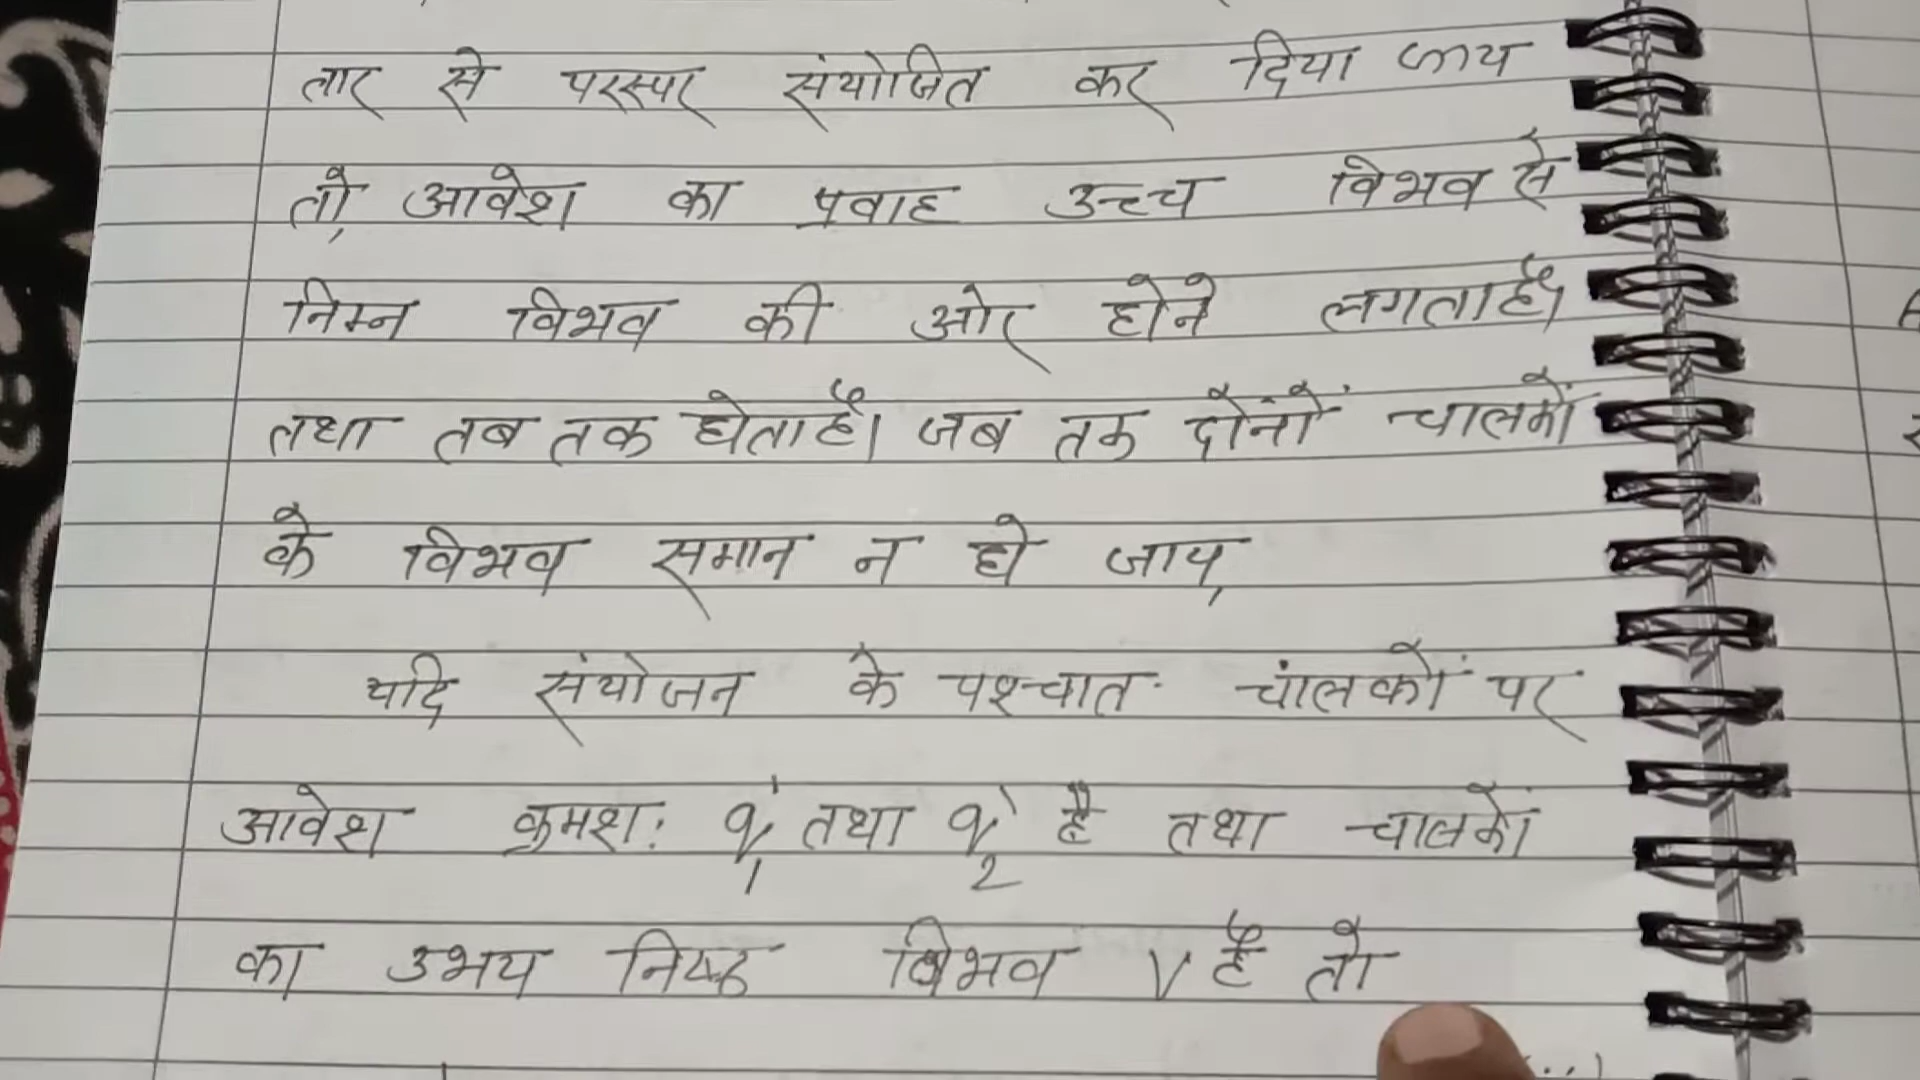 तार से परस्पर संयोजित कर दिया जाय
तो, आवेश का प्रवाह उच्च विभव से
निम्न विभव की ओर होने लगता है।
तथा तब तक होता है। जब तक दोनों चालकों
के विभव समान न हो जाय,
यदि संयोजन के पश्चात चालकों पर
आवेश क्रमश: q₁' तथा q₂' है तथा चालकों
का उभय निष्ठ विभव V है तो